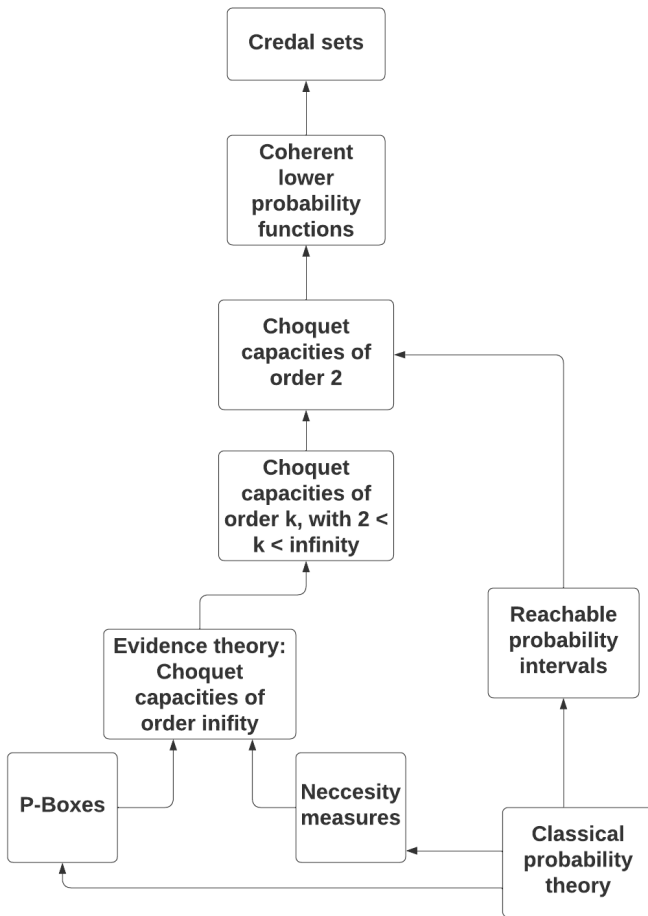 Credal sets
Coherent
lower
probability
functions
Choquet
capacities of
order 2
Choquet
capacities of
order k, with 2 <
k < infinity
Reachable
probability
intervals
Evidence theory:
Choquet
capacities of
order inifity
P-Boxes
Neccesity
measures
Classical
probability
theory